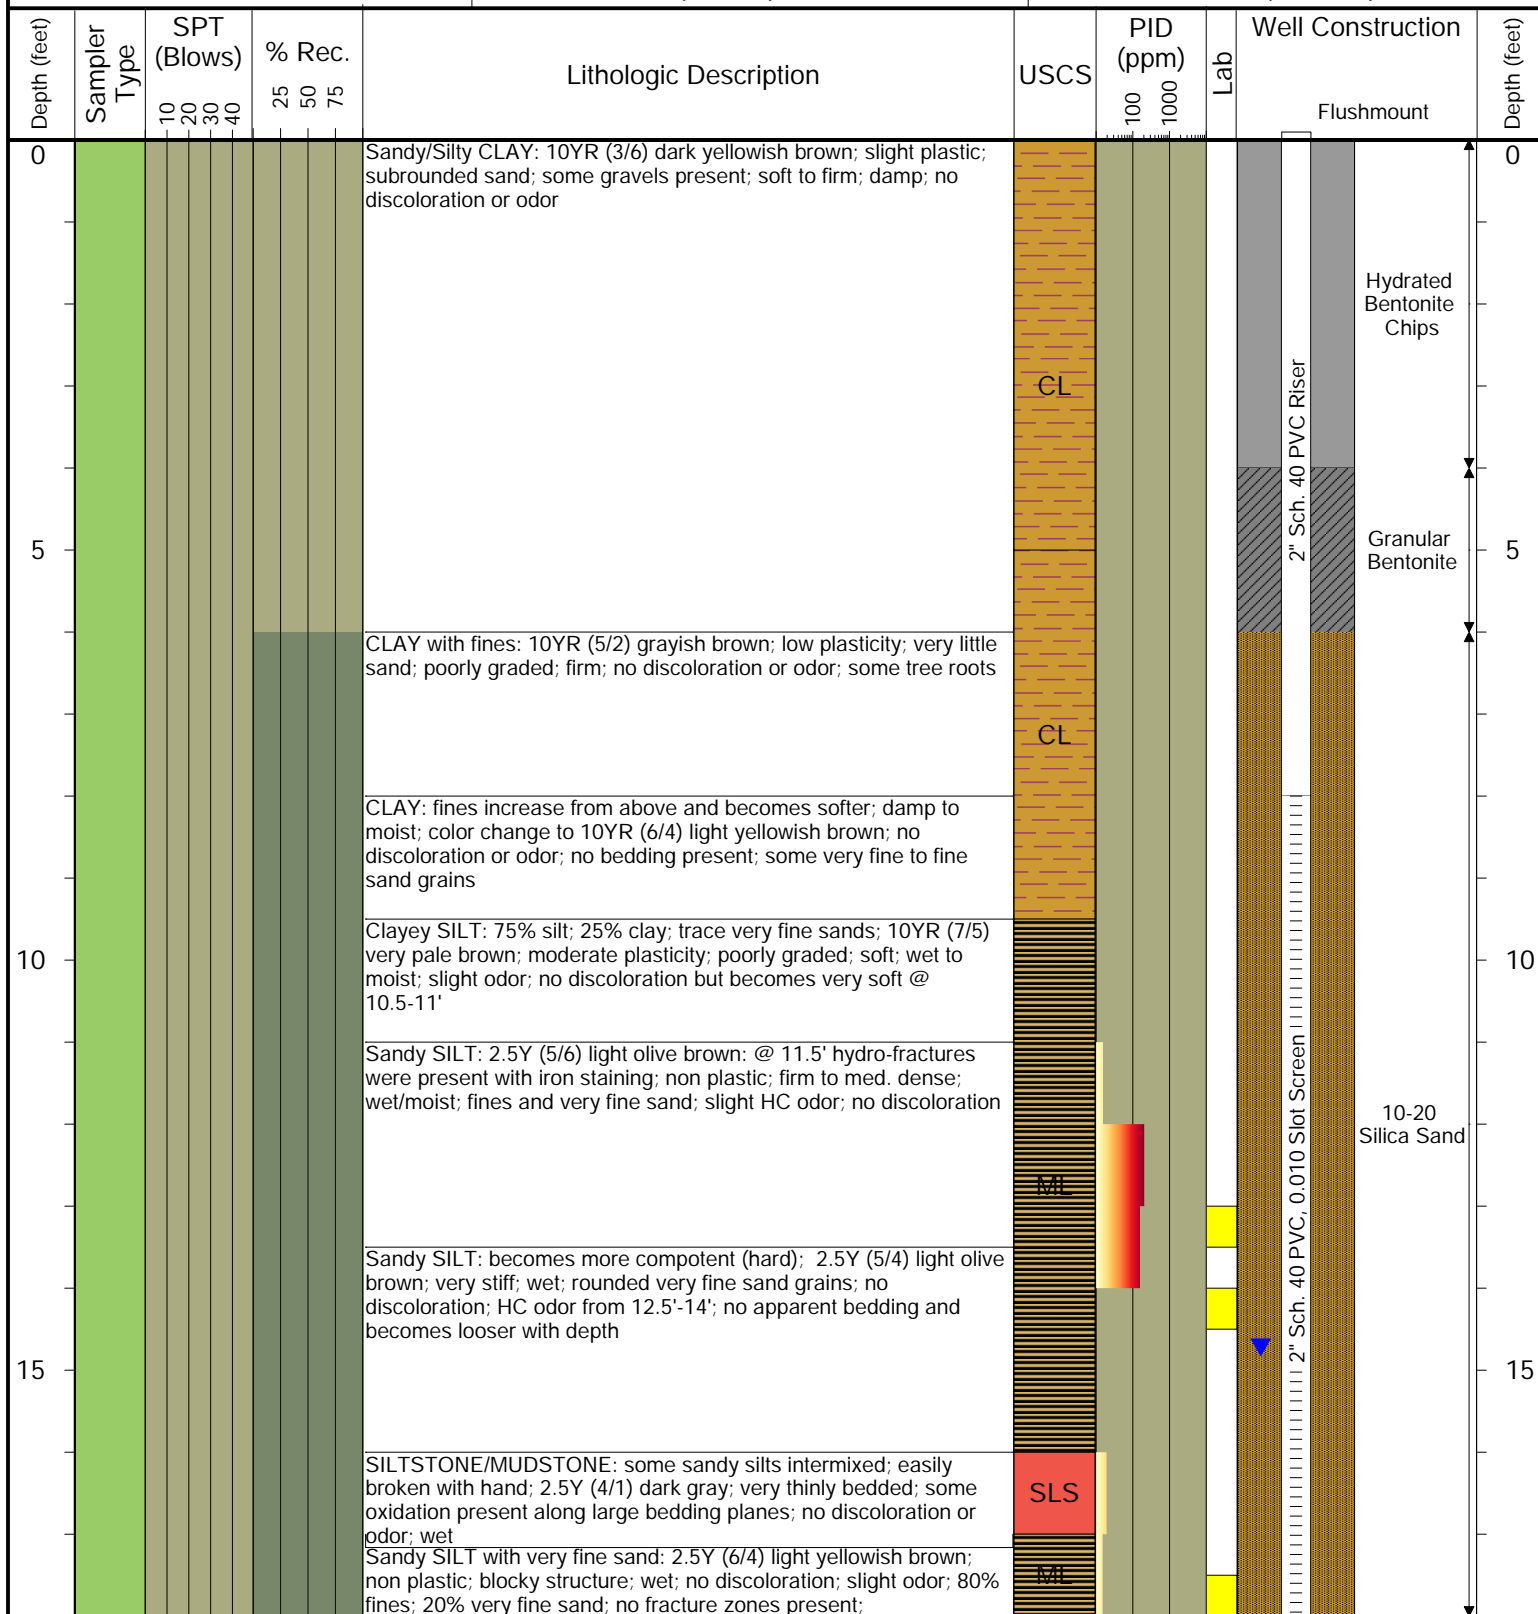 Depth (feet)
Sampler
Type
SPT
(Blows)
10
20
30
40
% Rec.
25
50
75
Lithologic Description
USCS
PID
(ppm)
100
1000
Lab
Well Construction
Flushmount
Depth (feet)
0
Sandy/Silty CLAY: 10YR (3/6) dark yellowish brown; slight plastic;
subrounded sand; some gravels present; soft to firm; damp; no
discoloration or odor
0
Hydrated
Bentonite
Chips
CL
2" Sch. 40 PVC Riser
5
Granular
Bentonite
5
CLAY with fines: 10YR (5/2) grayish brown; low plasticity; very little
sand; poorly graded; firm; no discoloration or odor; some tree roots
CL
CLAY: fines increase from above and becomes softer; damp to
moist; color change to 10YR (6/4) light yellowish brown; no
discoloration or odor; no bedding present; some very fine to fine
sand grains
Clayey SILT: 75% silt; 25% clay; trace very fine sands; 10YR (7/5)
very pale brown; moderate plasticity; poorly graded; soft; wet to
moist; slight odor; no discoloration but becomes very soft @
10.5-11'
10
10
Sandy SILT: 2.5Y (5/6) light olive brown: @ 11.5' hydro-fractures
were present with iron staining; non plastic; firm to med. dense;
wet/moist; fines and very fine sand; slight HC odor; no discoloration
10-20
Silica Sand
ML
2" Sch. 40 PVC, 0.010 Slot Screen
Sandy SILT: becomes more compotent (hard); 2.5Y (5/4) light olive
brown; very stiff; wet; rounded very fine sand grains; no
discoloration; HC odor from 12.5'-14'; no apparent bedding and
becomes looser with depth
15
15
SILTSTONE/MUDSTONE: some sandy silts intermixed; easily
broken with hand; 2.5Y (4/1) dark gray; very thinly bedded; some
oxidation present along large bedding planes; no discoloration or
odor; wet
SLS
Sandy SILT with very fine sand: 2.5Y (6/4) light yellowish brown;
non plastic; blocky structure; wet; no discoloration; slight odor; 80%
fines; 20% very fine sand; no fracture zones present;
ML